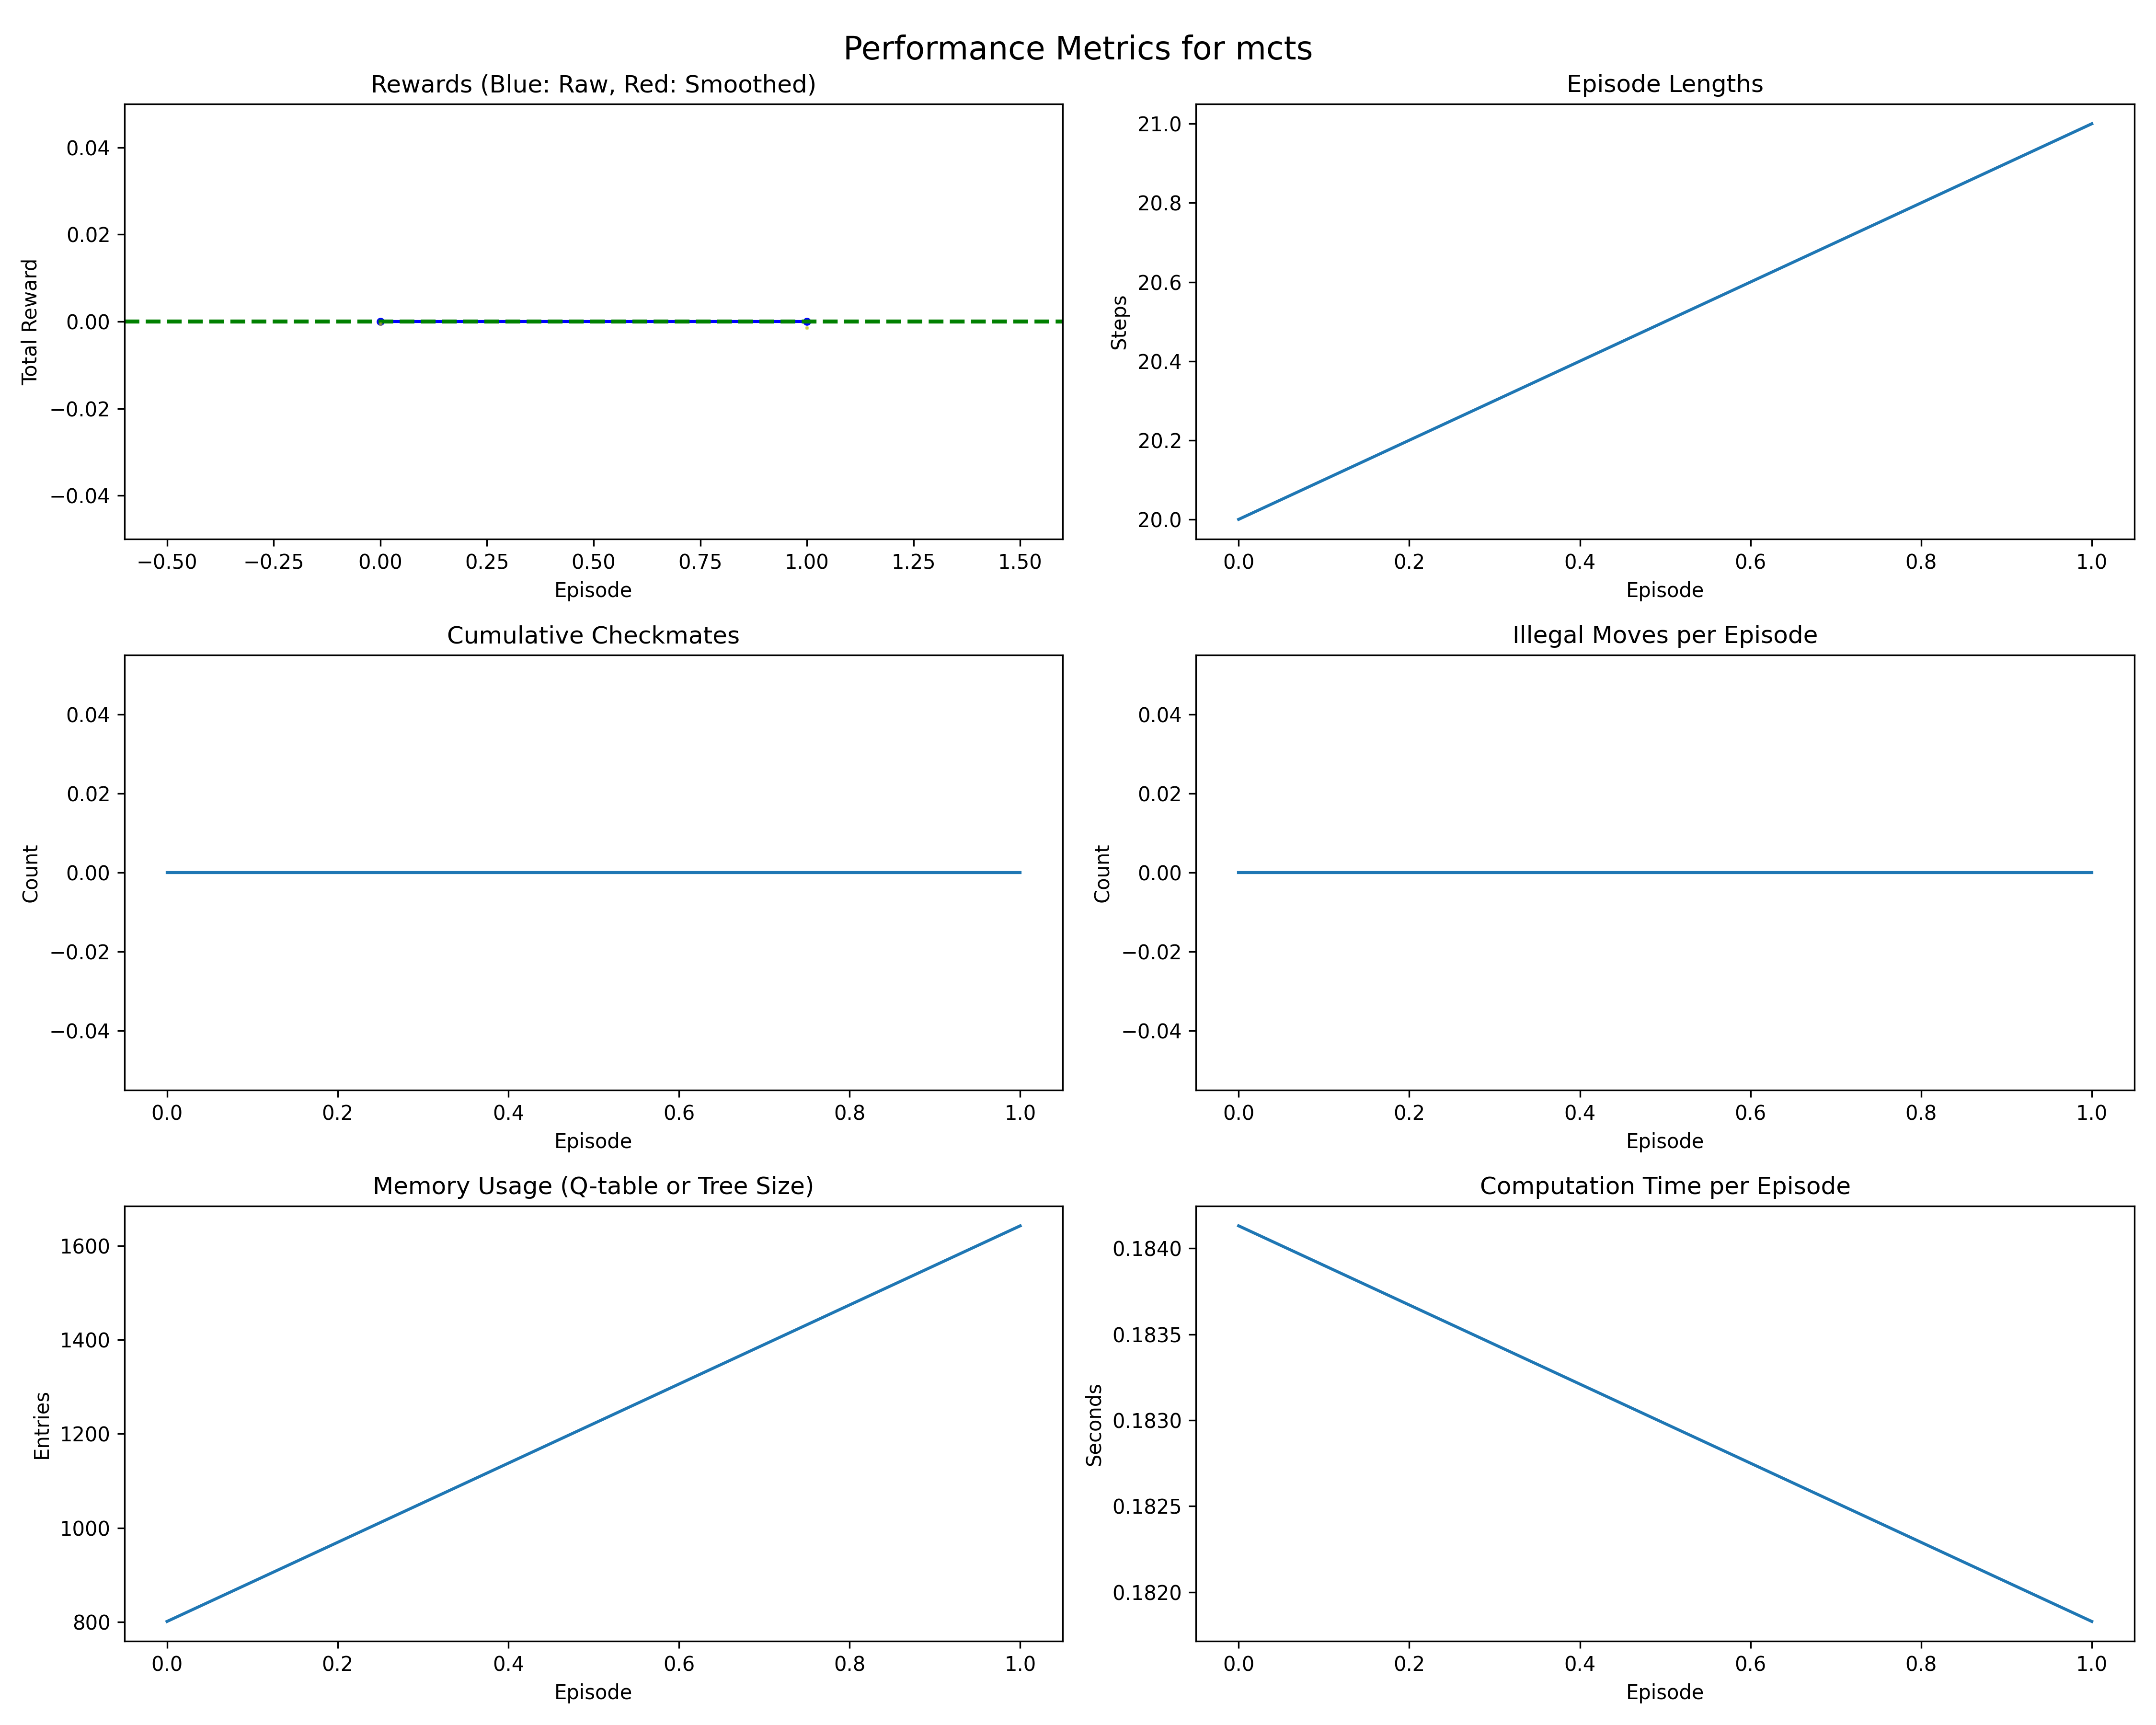 Performance Metrics for mcts
Rewards (Blue: Raw, Red: Smoothed)
Total Reward
0.04
0.02
0.00
−0.02
−0.04
−0.50 −0.25 0.00 0.25 0.50 0.75 1.00 1.25 1.50
Episode
Episode Lengths
Steps
21.0
20.8
20.6
20.4
20.2
20.0
0.0 0.2 0.4 0.6 0.8 1.0
Episode
Cumulative Checkmates
Count
0.04
0.02
0.00
−0.02
−0.04
0.0 0.2 0.4 0.6 0.8 1.0
Episode
Illegal Moves per Episode
Count
0.04
0.02
0.00
−0.02
−0.04
0.0 0.2 0.4 0.6 0.8 1.0
Episode
Memory Usage (Q-table or Tree Size)
Entries
1600
1400
1200
1000
800
0.0 0.2 0.4 0.6 0.8 1.0
Episode
Computation Time per Episode
Seconds
0.1840
0.1835
0.1830
0.1825
0.1820
0.0 0.2 0.4 0.6 0.8 1.0
Episode